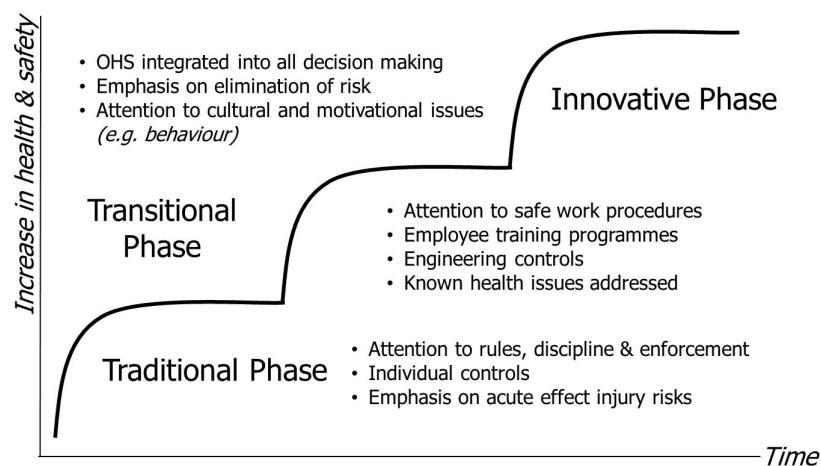 Increase in health & safety
• OHS integrated into all decision making
• Emphasis on elimination of risk
• Attention to cultural and motivational issues
(e.g. behaviour)
Innovative Phase
Transitional
Phase
• Attention to safe work procedures
• Employee training programmes
• Engineering controls
• Known health issues addressed
Traditional Phase
• Attention to rules, discipline & enforcement
• Individual controls
• Emphasis on acute effect injury risks
Time